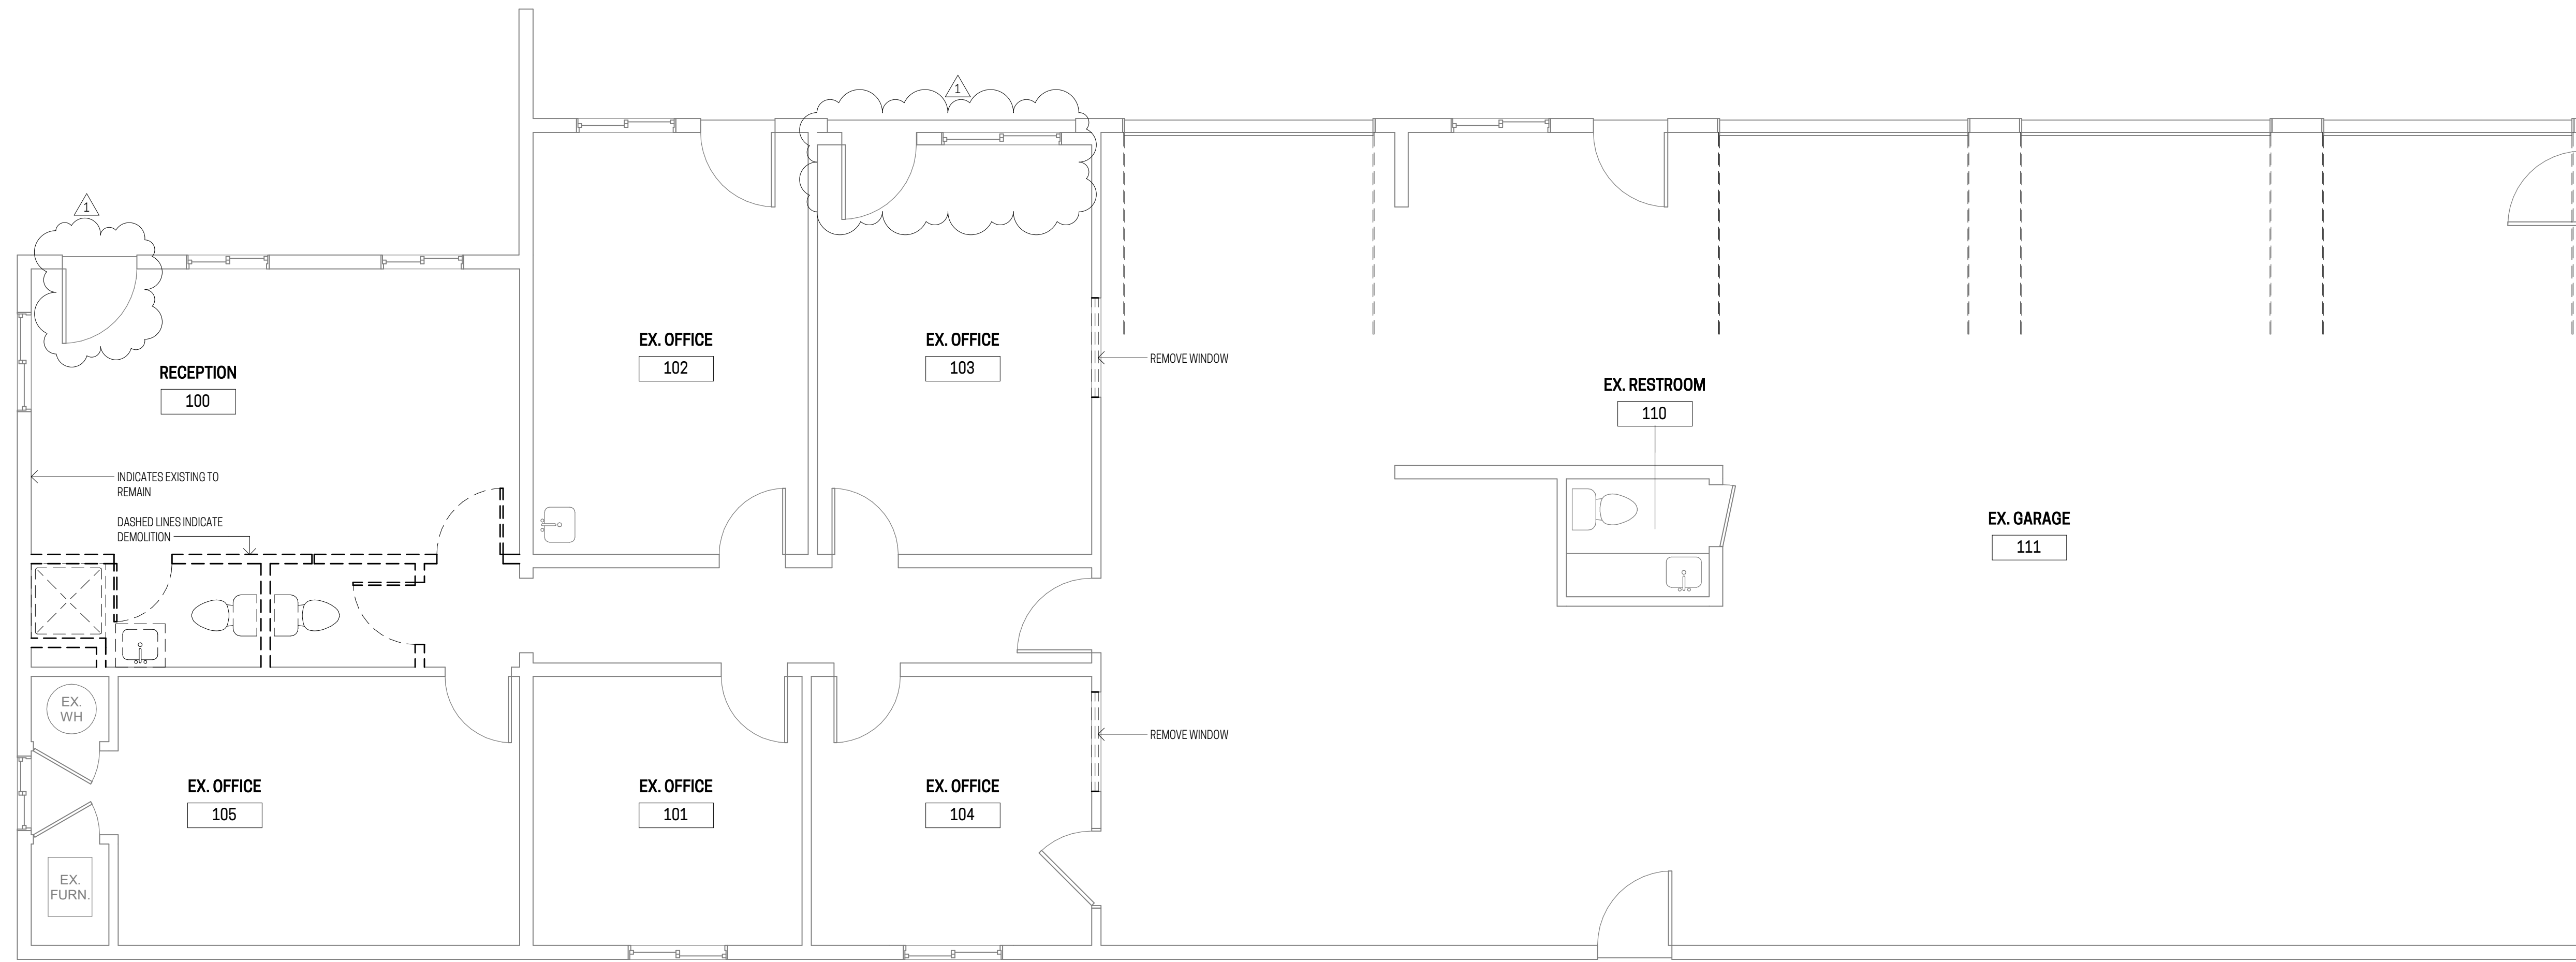 1
1
RECEPTION
100
EX. OFFICE
102
EX. OFFICE
103
REMOVE WINDOW
EX. RESTROOM
110
INDICATES EXISTING TO
REMAIN
DASHED LINES INDICATE
DEMOLITION
EX. GARAGE
111
EX.
WH
REMOVE WINDOW
EX. OFFICE
105
EX. OFFICE
101
EX. OFFICE
104
EX.
FURN.